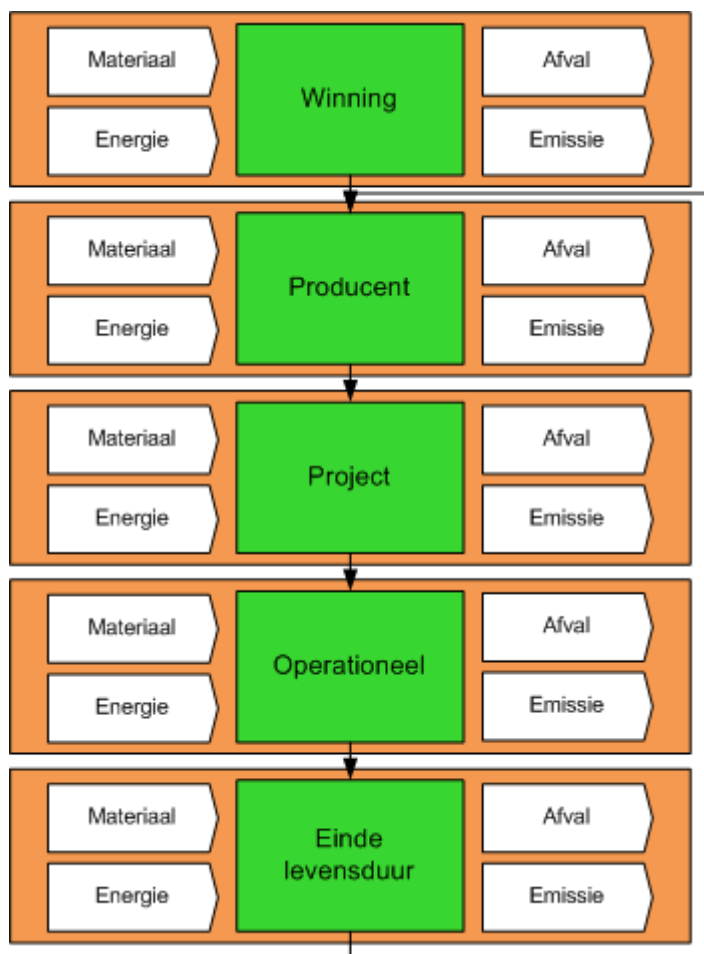 Materiaal
Energie
Winning
Afval
Emissie
Materiaal
Energie
Producent
Afval
Emissie
Materiaal
Energie
Project
Afval
Emissie
Materiaal
Energie
Operationeel
Afval
Emissie
Materiaal
Energie
Einde
levensduur
Afval
Emissie